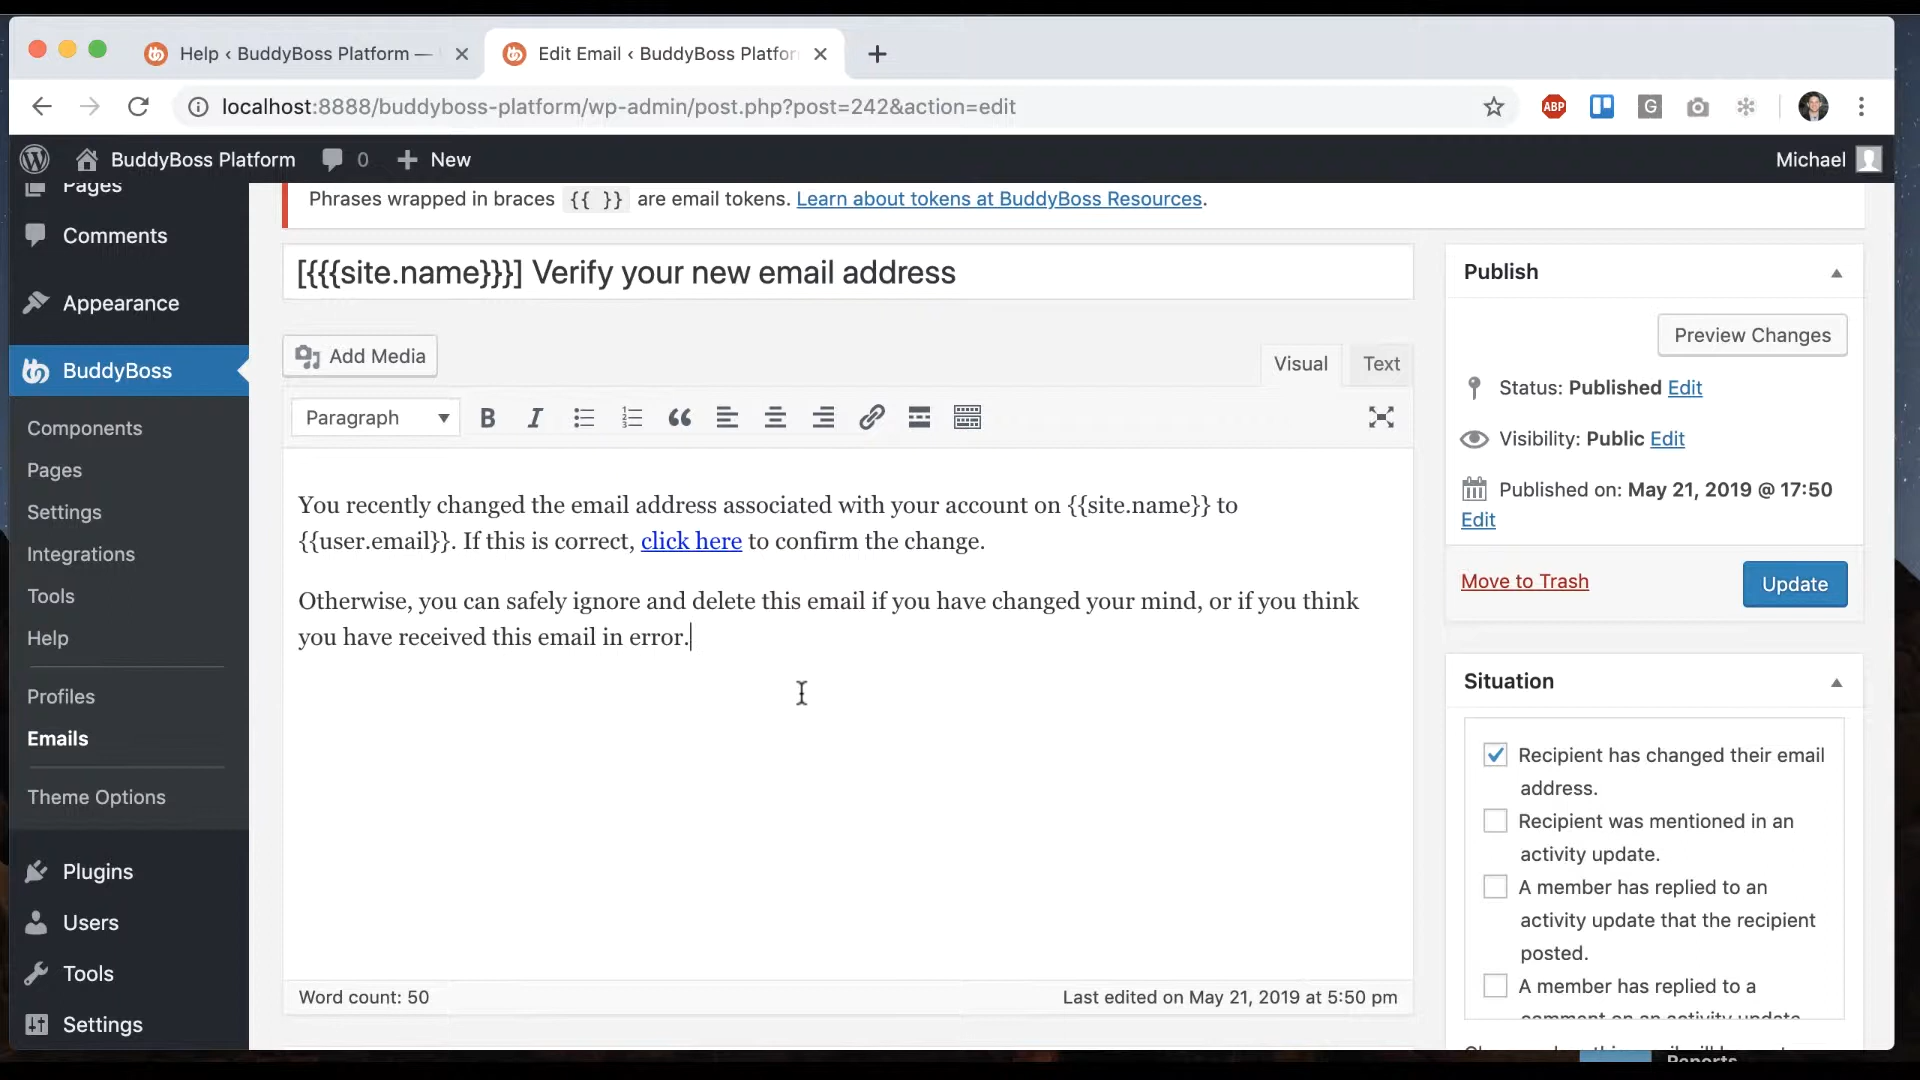 Help ‹ BuddyBoss Platform —
Edit Email ‹ BuddyBoss Platfor
localhost:8888/buddyboss-platform/wp-admin/post.php?post=242&action=edit
ABP
G
BuddyBoss Platform
0
New
Michael
Pages
Comments
Appearance
BuddyBoss
Components
Pages
Settings
Integrations
Tools
Help
Profiles
Emails
Theme Options
Plugins
Users
Tools
Settings
Phrases wrapped in braces {{ }} are email tokens. Learn about tokens at BuddyBoss Resources.
[{{{site.name}}}] Verify your new email address
Add Media
Visual
Text
Paragraph
B
I
You recently changed the email address associated with your account on {{site.name}} to
{{user.email}}. If this is correct, click here to confirm the change.
Otherwise, you can safely ignore and delete this email if you have changed your mind, or if you think
you have received this email in error.
Word count: 50
Last edited on May 21, 2019 at 5:50 pm
Publish
Preview Changes
Status: Published Edit
Visibility: Public Edit
Published on: May 21, 2019 @ 17:50
Edit
Move to Trash
Update
Situation
Recipient has changed their email
address.
Recipient was mentioned in an
activity update.
A member has replied to an
activity update that the recipient
posted.
A member has replied to a
comment on an activity update
Reports